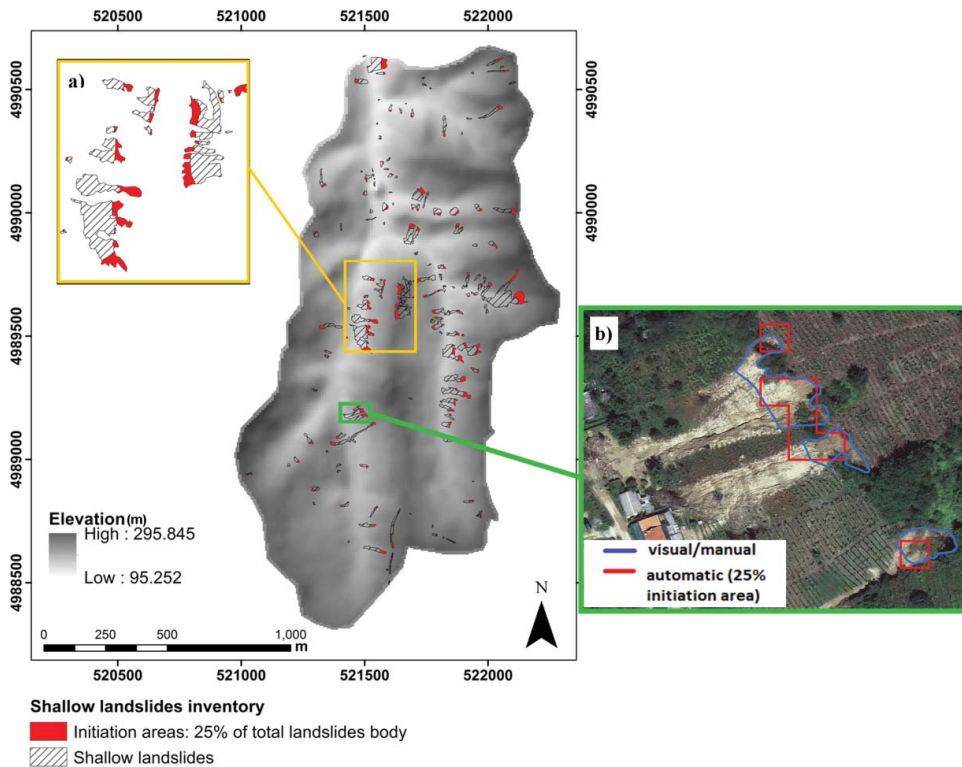 520500 521000 521500 522000
a)
4990500 4990500
4990000 4990000
4989500 4989500
4989000 4989000
4988500 4988500
b)
visual/manual
automatic (25%
initiation area)
Elevation(m)
High : 295.845
Low : 95.252
N
0 250 500 1,000
m
520500 521000 521500 522000
Shallow landslides inventory
Initiation areas: 25% of total landslides body
Shallow landslides